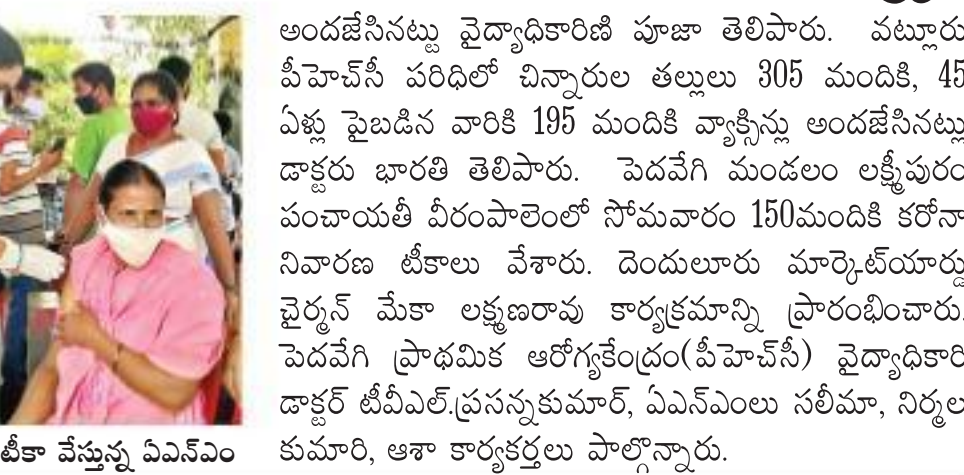 అందజేసినట్టు వైద్యాధికారిణి పూజా తెలిపారు. వట్లూరు
పీహెచ్‌సీ పరిధిలో చిన్నారుల తల్లులు 305 మందికి, 45
ఏళ్లు పైబడిన వారికి 195 మందికి వ్యాక్సిన్లు అందజేసినట్లు
డాక్టరు భారతి తెలిపారు. పెదవేగి మండలం లక్ష్మీపురం
పంచాయతీ వీరంపాలెంలో సోమవారం 150మందికి కరోనా
నివారణ టీకాలు వేశారు. దెందులూరు మార్కెట్‌యార్డు
చైర్మన్ మేకా లక్ష్మణరావు కార్యక్రమాన్ని ప్రారంభించారు.
పెదవేగి ప్రాథమిక ఆరోగ్యకేంద్రం(పీహెచ్‌సీ) వైద్యాధికారి
డాక్టర్ టీవీఎల్.ప్రసన్నకుమార్, ఏఎన్ఎంలు సలీమా, నిర్మల
కుమారి, ఆశా కార్యకర్తలు పాల్గొన్నారు.
టీకా వేస్తున్న ఏఎన్ఎం